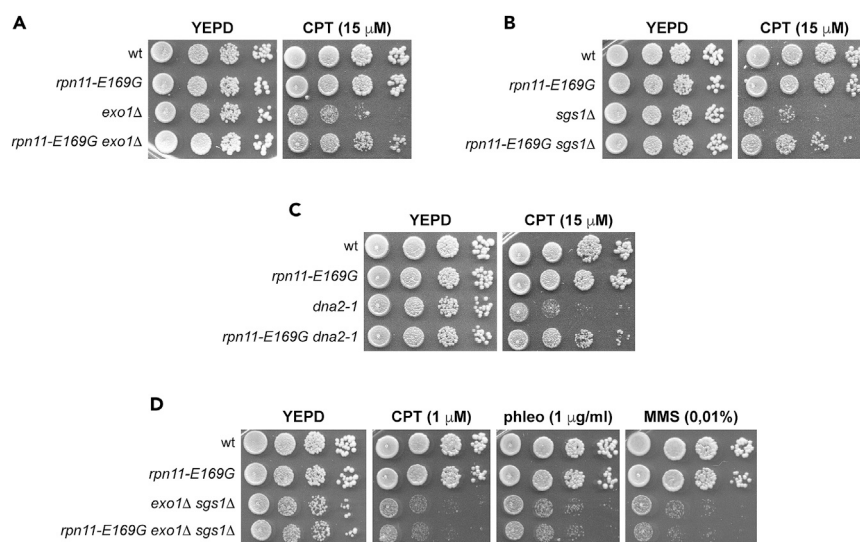 A
YEPD CPT (15 μM)
wt
rpn11-E169G
exo1Δ
rpn11-E169G exo1Δ
B
YEPD CPT (15 μM)
wt
rpn11-E169G
sgs1Δ
rpn11-E169G sgs1Δ
C
YEPD CPT (15 μM)
wt
rpn11-E169G
dna2-1
rpn11-E169G dna2-1
D
YEPD CPT (1 μM) phleo (1 μg/ml) MMS (0,01%)
wt
rpn11-E169G
exo1Δ sgs1Δ
rpn11-E169G exo1Δ sgs1Δ